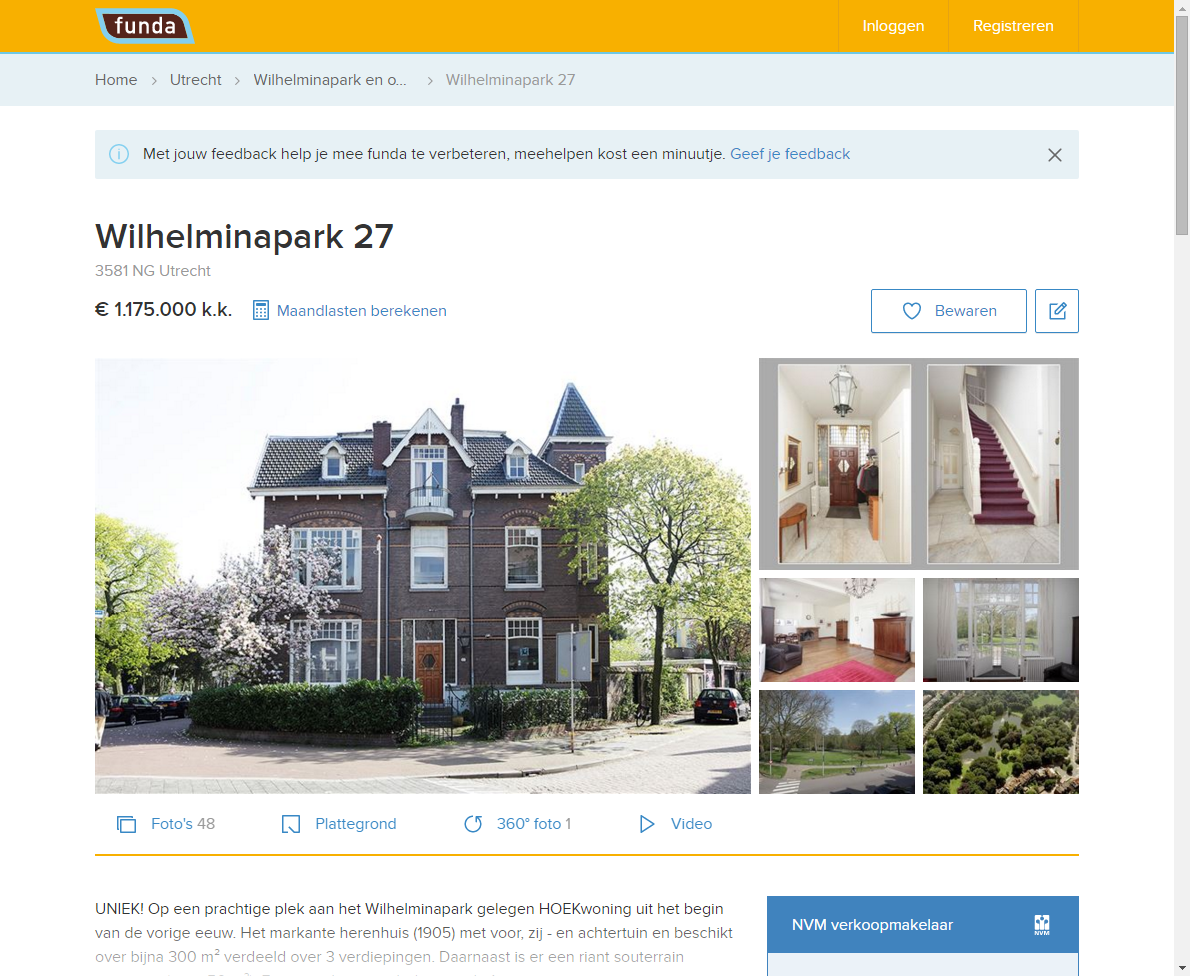 funda
Inloggen
Registreren
Home > Utrecht > Wilhelminapark en o... > Wilhelminapark 27
Met jouw feedback help je mee funda te verbeteren, meehelpen kost een minuutje. Geef je feedback
Wilhelminapark 27
3581 NG Utrecht
€ 1.175.000 k.k.
Maandlasten berekenen
Bewaren
Foto's 48
Plattegrond
360° foto 1
Video
UNIEK! Op een prachtige plek aan het Wilhelminapark gelegen HOEKwoning uit het begin
van de vorige eeuw. Het markante herenhuis (1905) met voor, zij - en achtertuin en beschikt
over bijna 300 m² verdeeld over 3 verdiepingen. Daarnaast is er een riant souterrain
NVM verkoopmakelaar
NVM